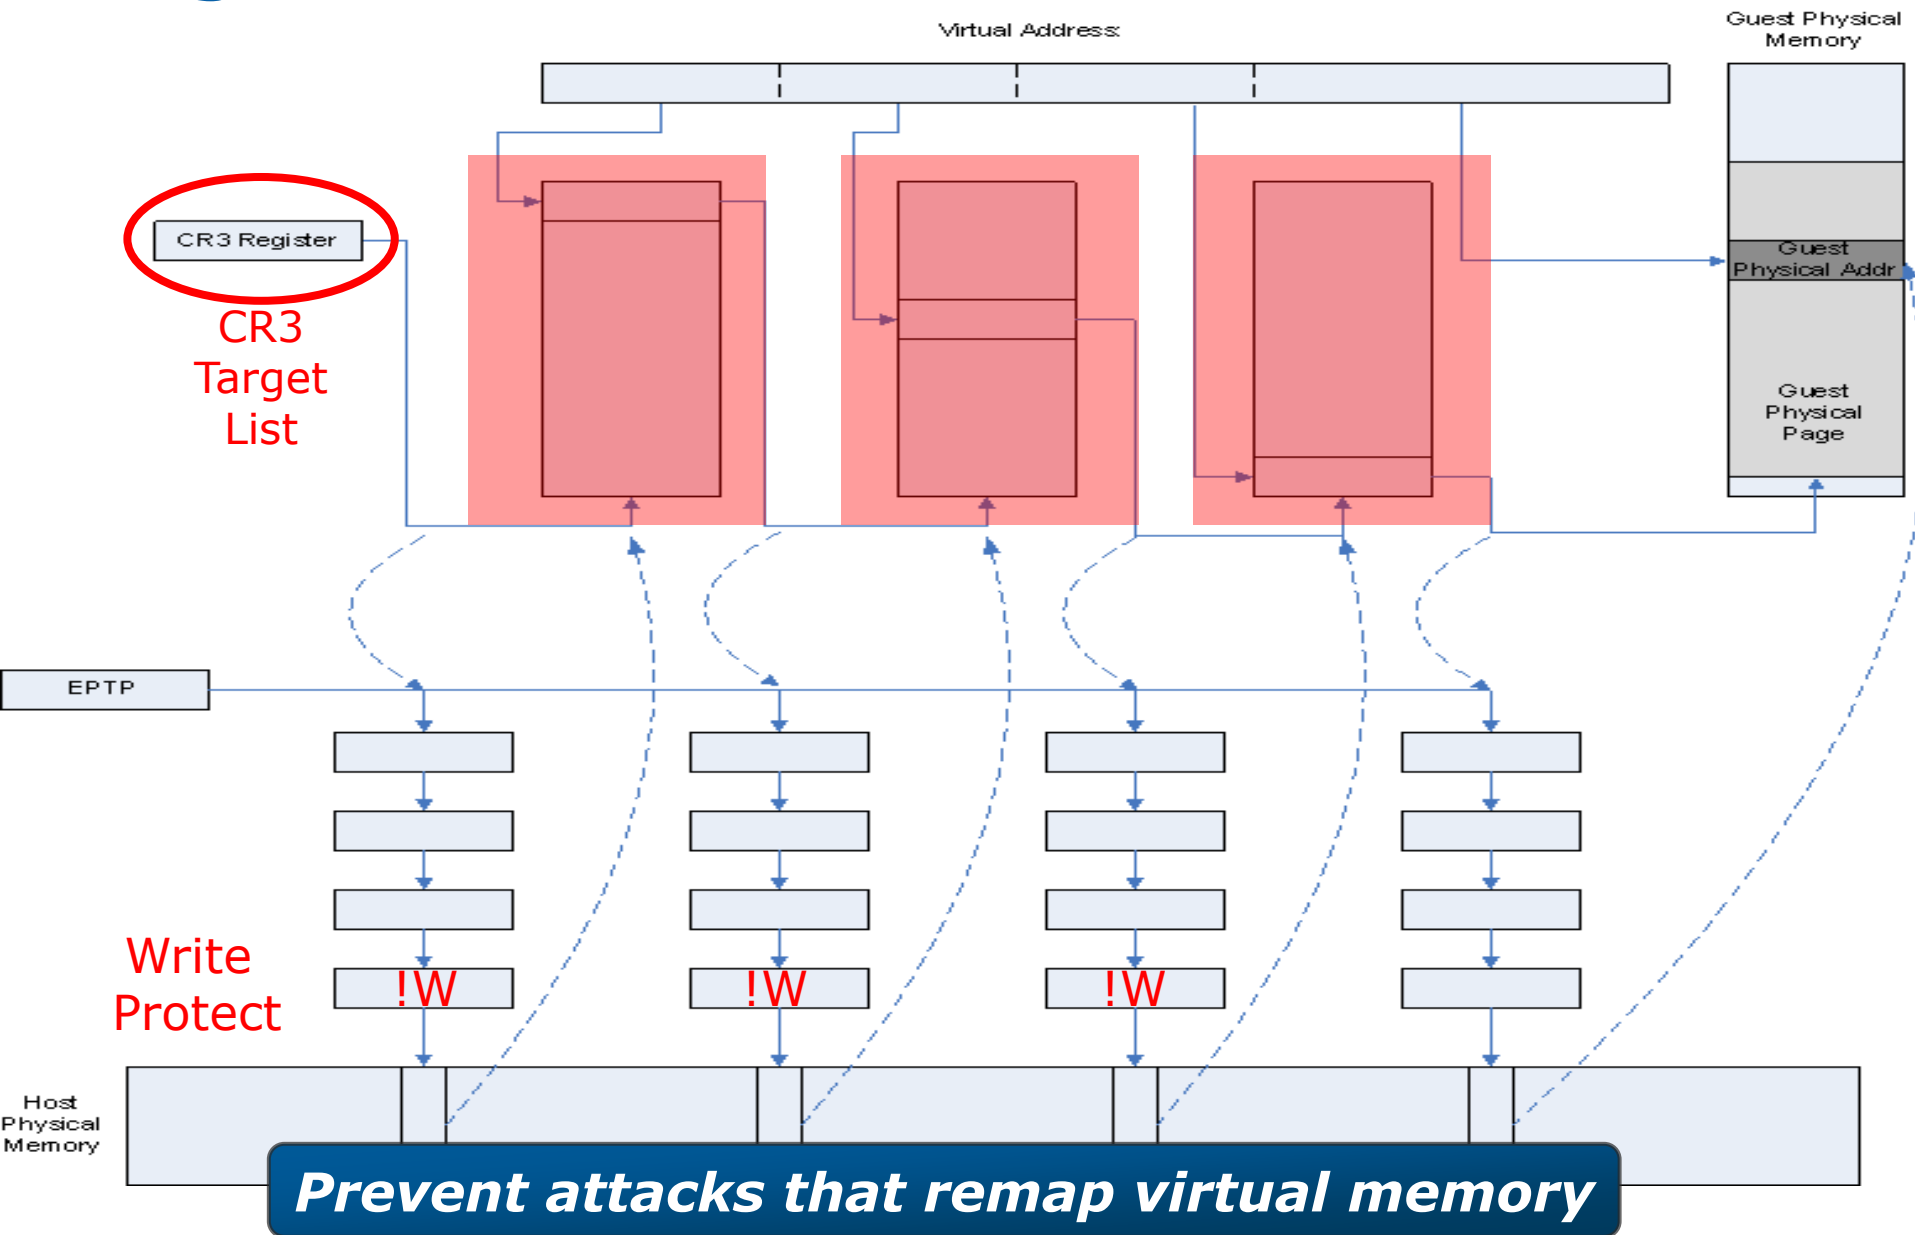 Virtual Address:
Guest Physical
Memory
CR3 Register
CR3
Target
List
Guest
Physical Addr
Guest
Physical
Page
EPTP
Write
Protect
!W
!W
!W
Host
Physical
Memory
Prevent attacks that remap virtual memory